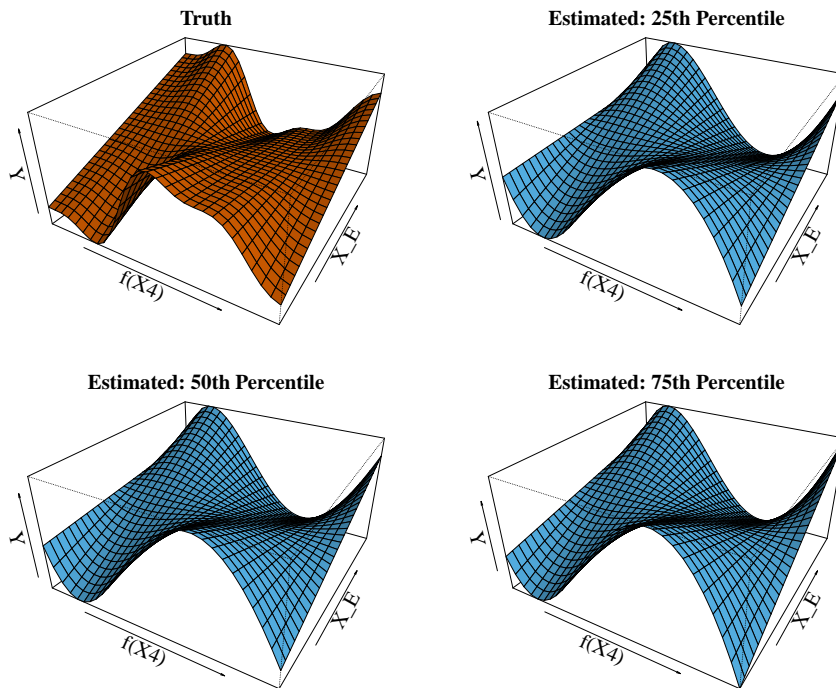 Truth
Y
f(X4)
X_E
Estimated: 25th Percentile
Y
f(X4)
X_E
Estimated: 50th Percentile
Y
f(X4)
X_E
Estimated: 75th Percentile
Y
f(X4)
X_E